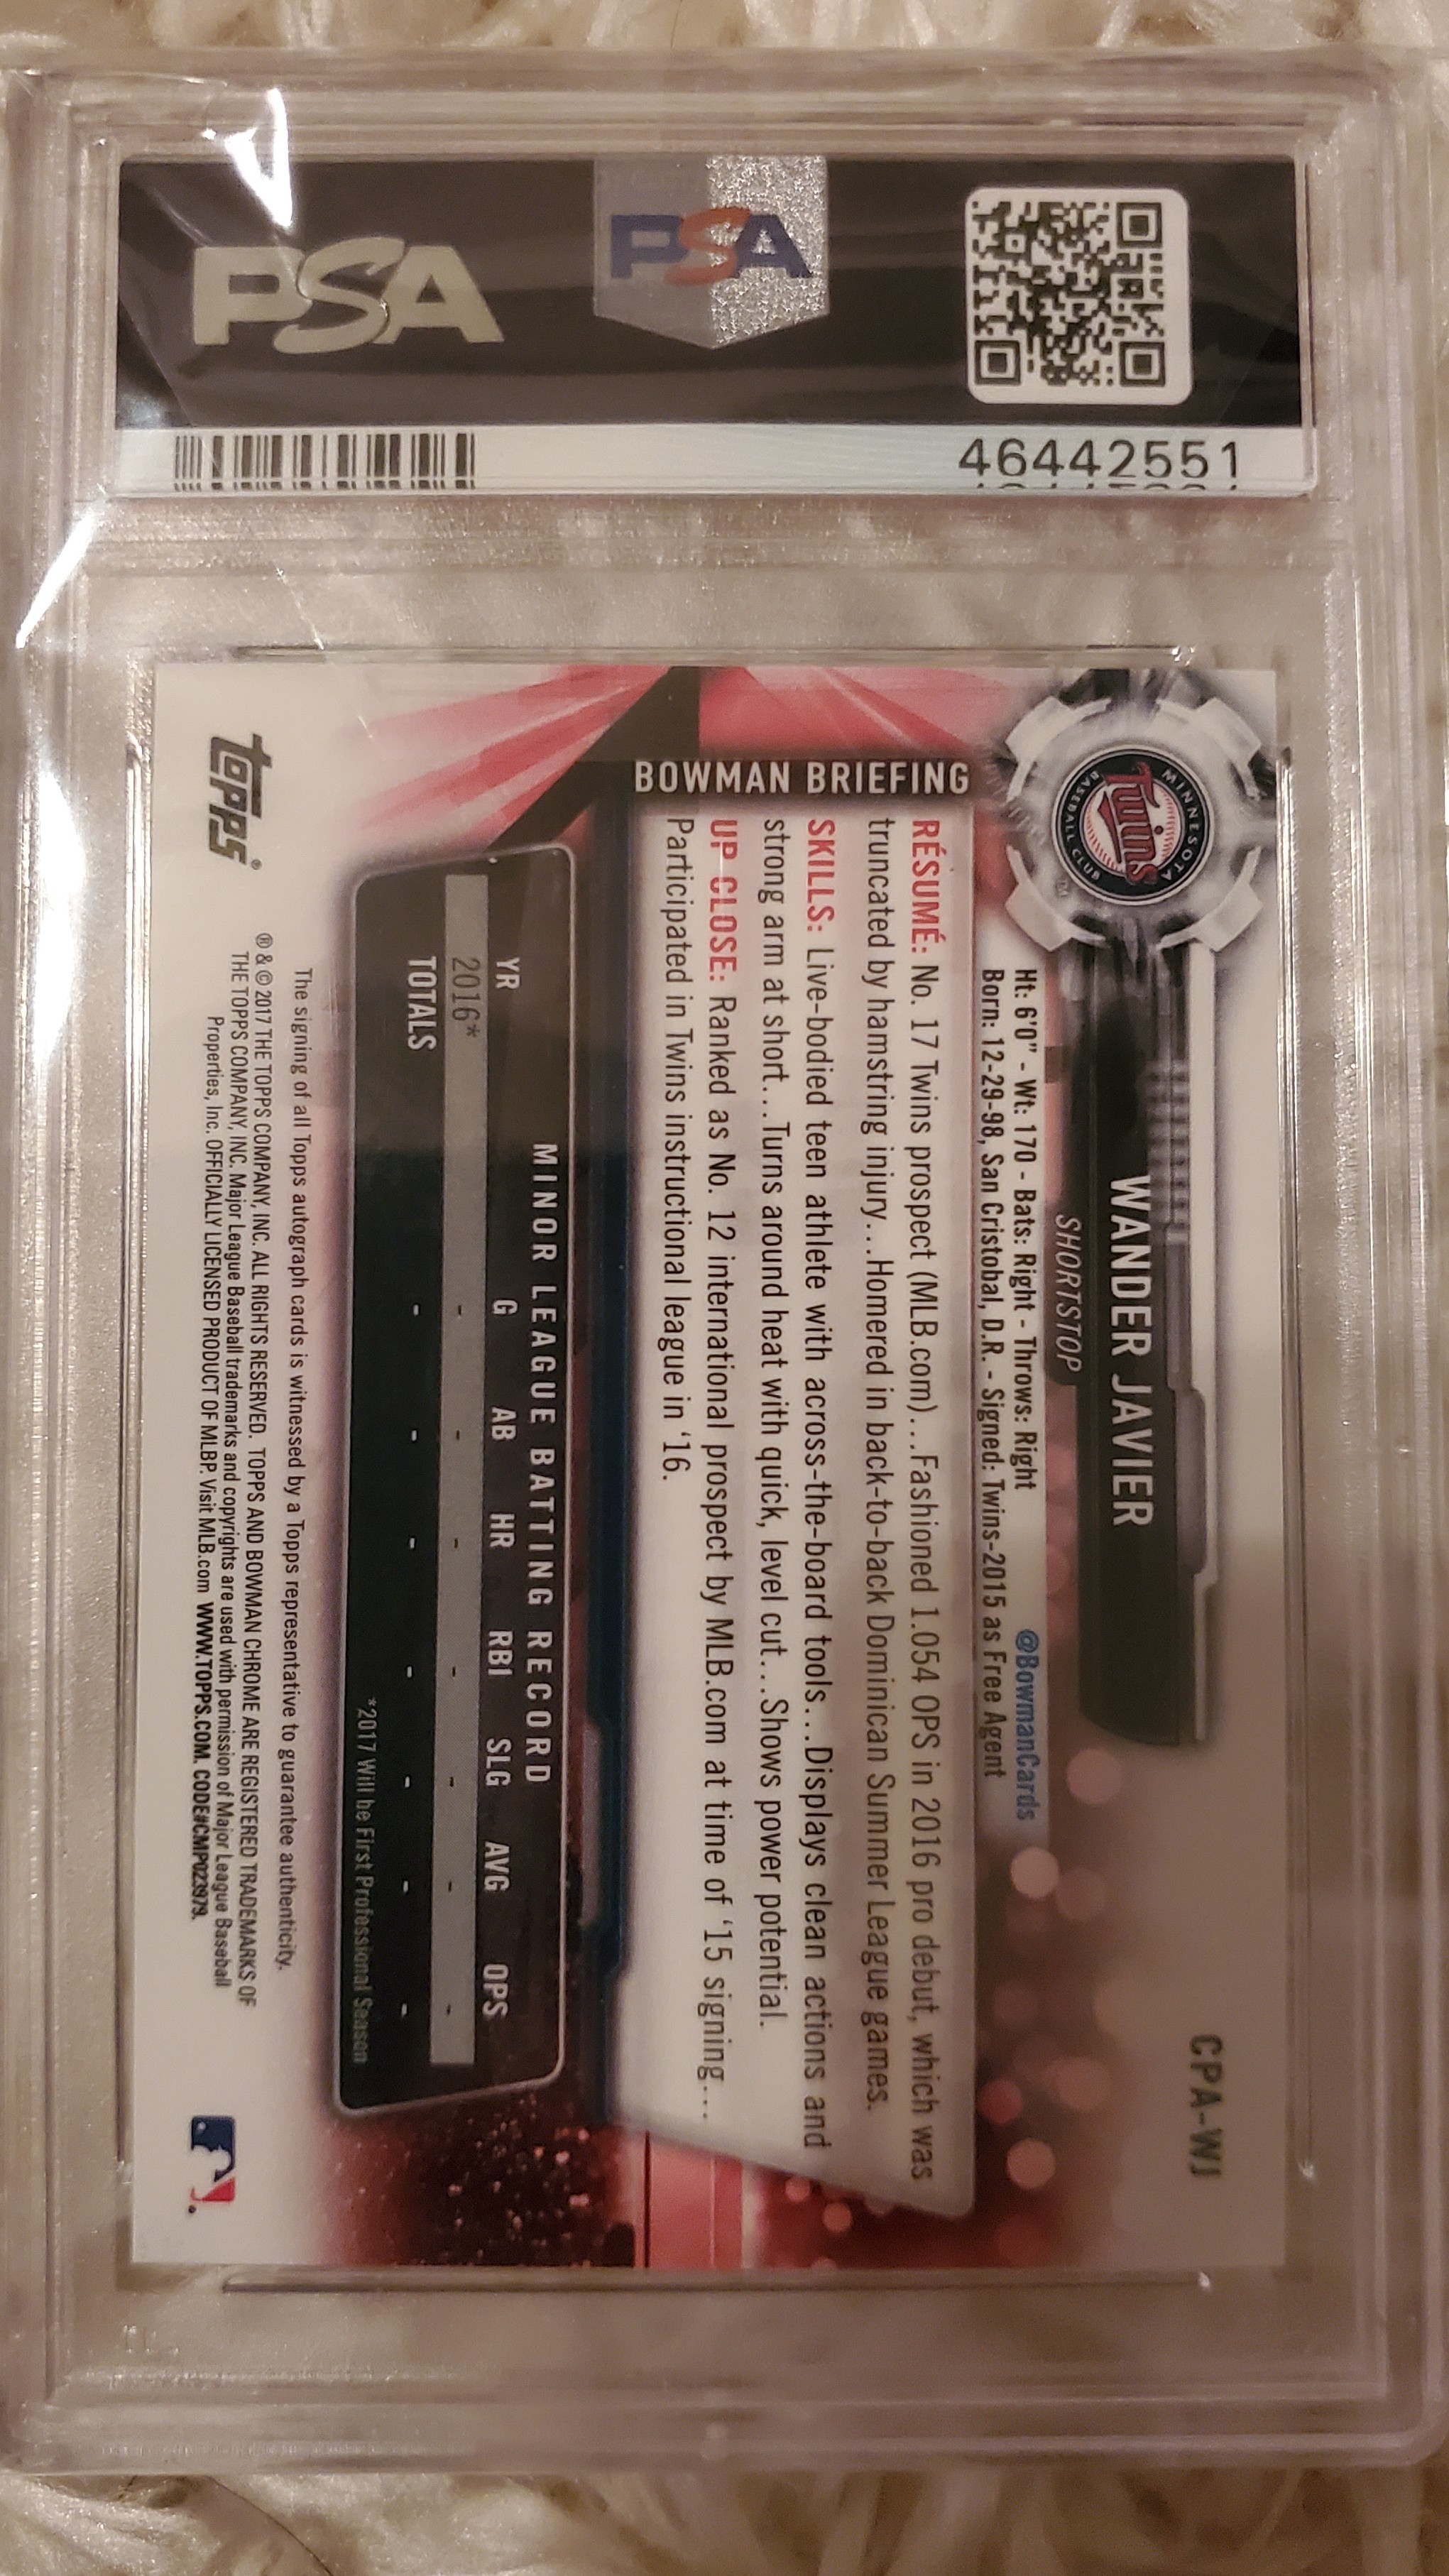 PSA
PSA
46442551
CPA-WJ
MINNESOTA
Twins
BASEBALL CLUB
WANDER JAVIER
SHORTSTOP
Ht: 6'0" - Wt: 170 - Bats: Right - Throws: Right
@BowmanCards
Born: 12-29-98, San Cristobal, D.R. - Signed: Twins-2015 as Free Agent
BOWMAN BRIEFING
RÉSUMÉ: No. 17 Twins prospect (MLB.com)...Fashioned 1.054 OPS in 2016 pro debut, which was
truncated by hamstring injury...Homered in back-to-back Dominican Summer League games.
SKILLS: Live-bodied teen athlete with across-the-board tools...Displays clean actions and
strong arm at short...Turns around heat with quick, level cut...Shows power potential.
UP CLOSE: Ranked as No. 12 international prospect by MLB.com at time of '15 signing...
Participated in Twins instructional league in '16.
MINOR LEAGUE BATTING RECORD
YR G AB HR RBI SLG AVG OPS
2016* - - - - - - -
TOTALS - - - - - - -
*2017 Will be First Professional Season
The signing of all Topps autograph cards is witnessed by a Topps representative to guarantee authenticity.
® & © 2017 THE TOPPS COMPANY, INC. ALL RIGHTS RESERVED. TOPPS AND BOWMAN CHROME ARE REGISTERED TRADEMARKS OF
THE TOPPS COMPANY, INC. Major League Baseball trademarks and copyrights are used with permission of Major League Baseball
Properties, Inc. OFFICIALLY LICENSED PRODUCT OF MLBP. Visit MLB.com WWW.TOPPS.COM. CODE#CMP023979.
topps®